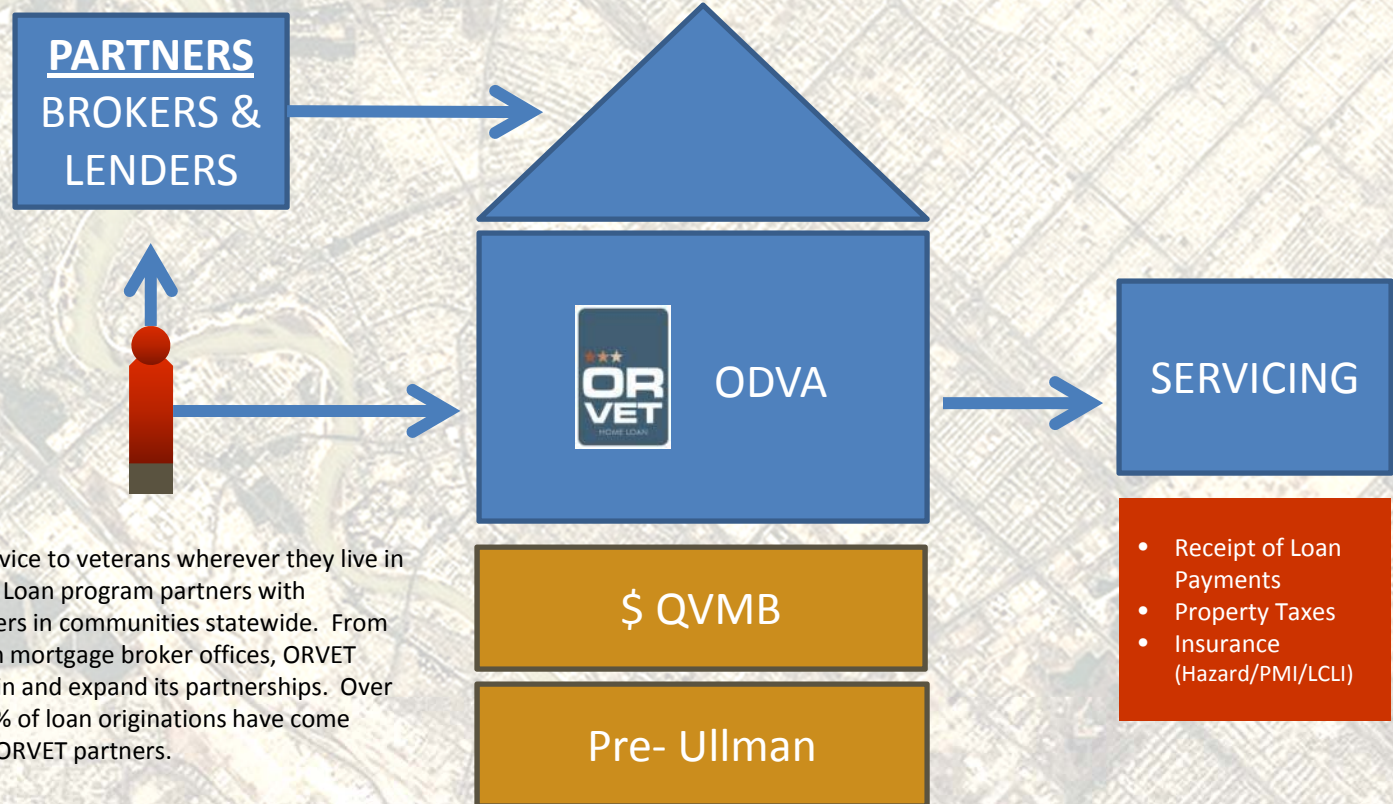 PARTNERS
BROKERS &
LENDERS
OR
VET
HOME LOAN
ODVA
SERVICING
$ QVMB
Pre- Ullman
• Receipt of Loan
Payments
• Property Taxes
• Insurance
(Hazard/PMI/LCLI)
vice to veterans wherever they live in
Loan program partners with
ers in communities statewide. From
n mortgage broker offices, ORVET
in and expand its partnerships. Over
% of loan originations have come
ORVET partners.